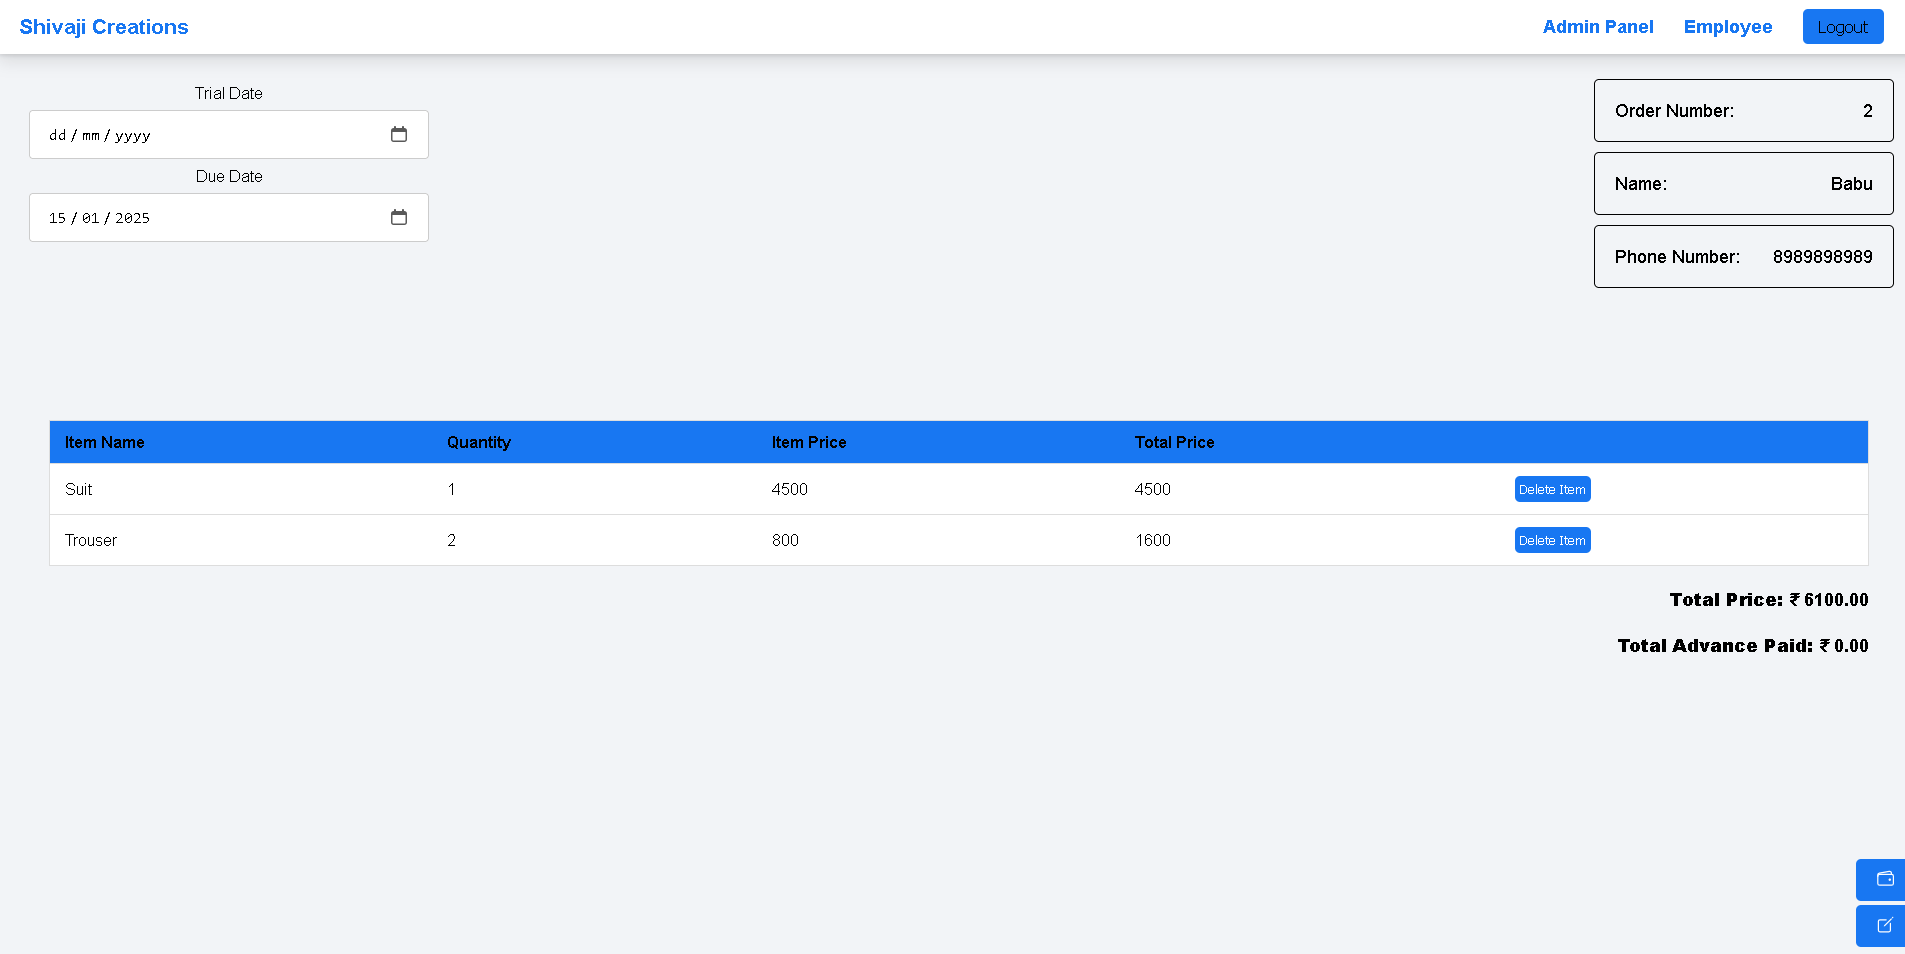 Shivaji Creations
Admin Panel Employee Logout
Trial Date
dd/mm/yyyy
Due Date
15/01/2025
Order Number: 2
Name: Babu
Phone Number: 8989898989
Item Name Quantity Item Price Total Price
Suit 1 4500 4500 Delete Item
Trouser 2 800 1600 Delete Item
Total Price: ₹ 6100.00
Total Advance Paid: ₹ 0.00